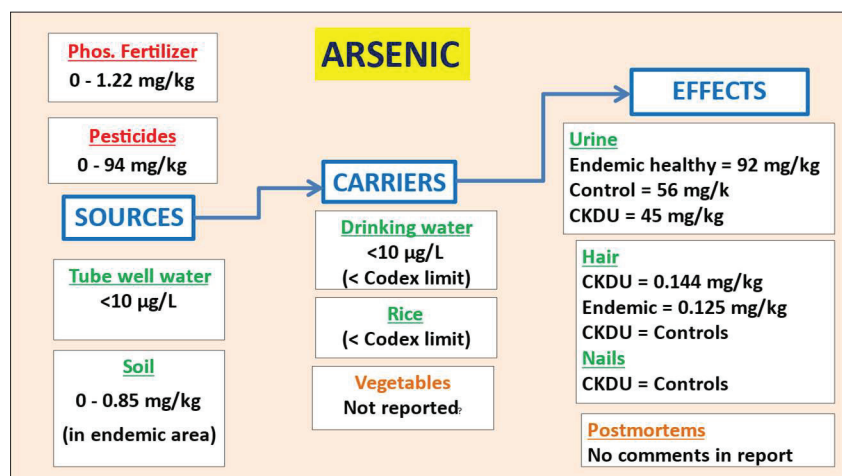 ARSENIC
Phos. Fertilizer
0 - 1.22 mg/kg
Pesticides
0 - 94 mg/kg
SOURCES
Tube well water
<10 µg/L
Soil
0 - 0.85 mg/kg
(in endemic area)
CARRIERS
Drinking water
<10 µg/L
(< Codex limit)
Rice
(< Codex limit)
Vegetables
Not reported?
EFFECTS
Urine
Endemic healthy = 92 mg/kg
Control = 56 mg/k
CKDU = 45 mg/kg
Hair
CKDU = 0.144 mg/kg
Endemic = 0.125 mg/kg
CKDU = Controls
Nails
CKDU = Controls
Postmortems
No comments in report